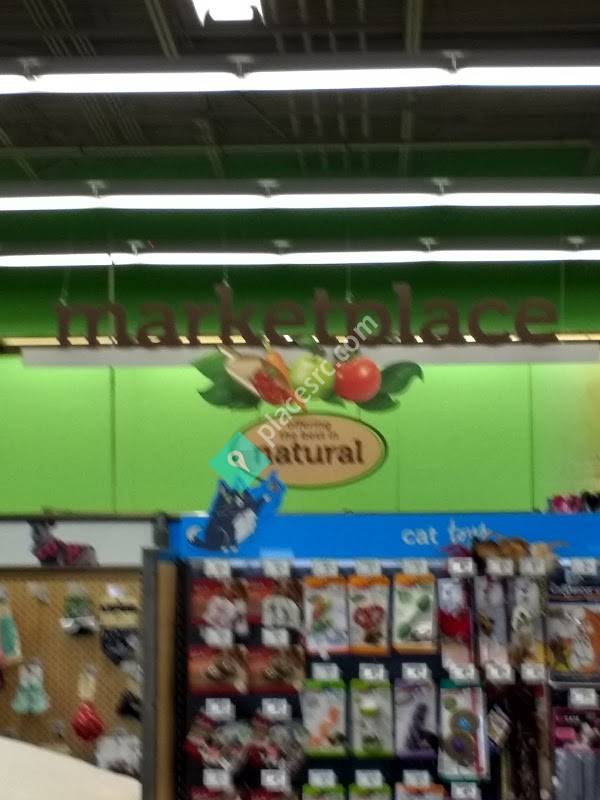 marketplace
placesrc.com
offering
the best in
natural
cat toys